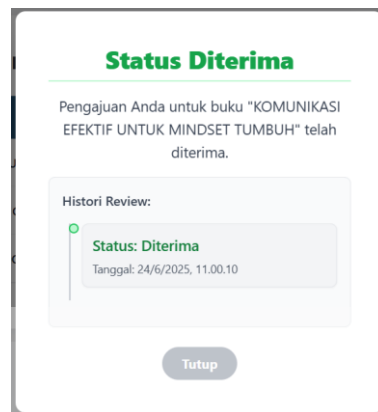 Status Diterima
Pengajuan Anda untuk buku "KOMUNIKASI
EFEKTIF UNTUK MINDSET TUMBUH" telah
diterima.
Histori Review:
Status: Diterima
Tanggal: 24/6/2025, 11.00.10
Tutup